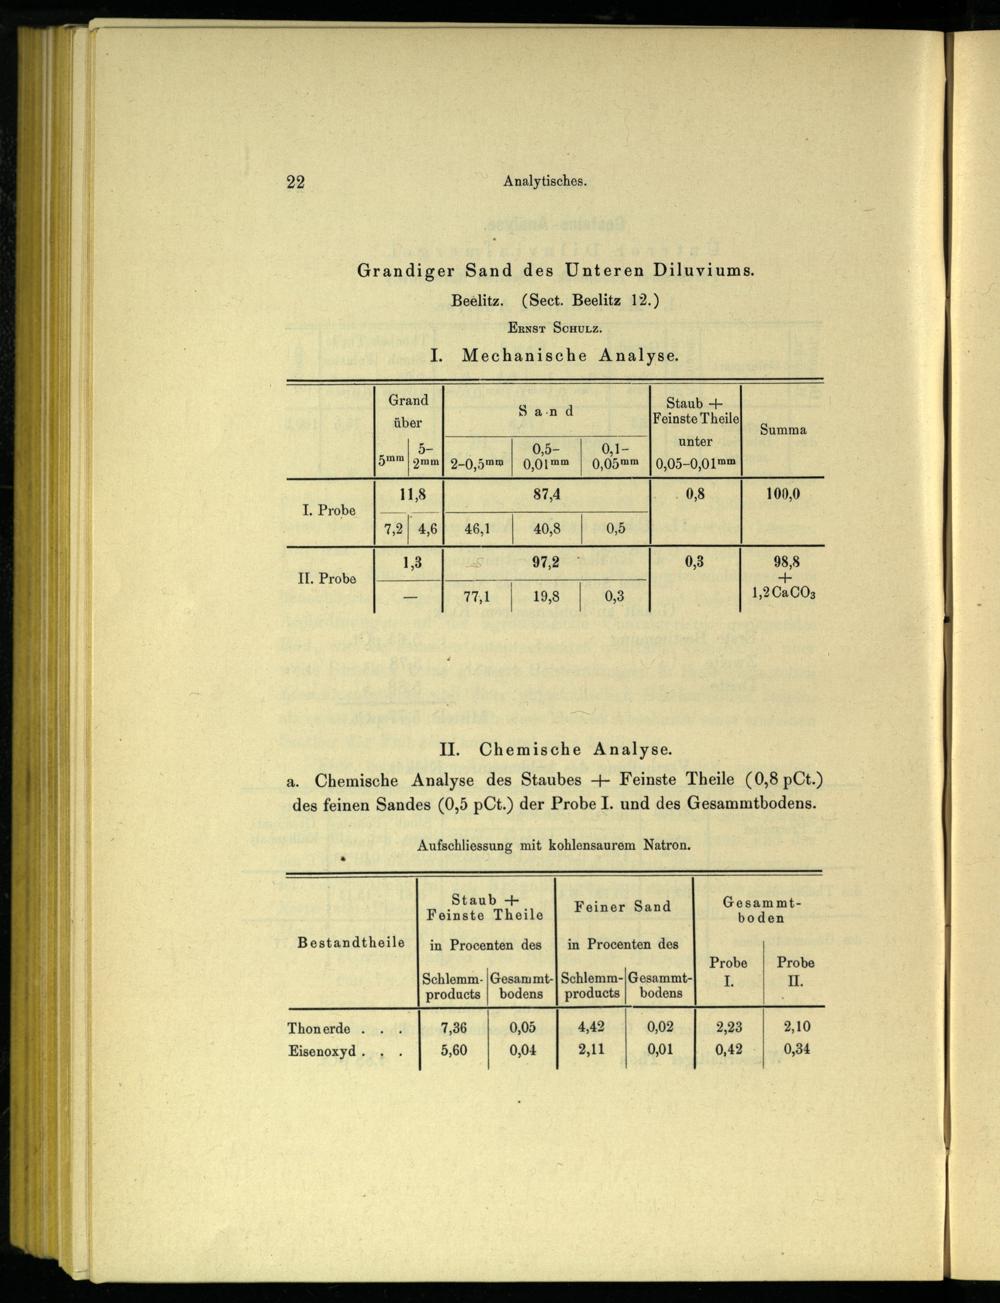 22 Analytisches.
Grandiger Sand des Unteren Diluviums.
Beelitz. (Sect. Beelitz 12.)
Ernst Schulz.
I. Mechanische Analyse.
Grand über Sand Staub + Feinste Theile unter Summa
5mm 5-2mm 2-0,5mm 0,5-0,01mm 0,1-0,05mm 0,05-0,01mm
I. Probe 11,8 87,4 0,8 100,0
7,2 4,6 46,1 40,8 0,5
II. Probe 1,3 97,2 0,3 98,8 + 1,2 CaCO3
— 77,1 19,8 0,3
II. Chemische Analyse.
a. Chemische Analyse des Staubes + Feinste Theile (0,8 pCt.)
des feinen Sandes (0,5 pCt.) der Probe I. und des Gesammtbodens.
Aufschliessung mit kohlensaurem Natron.
Bestandtheile
Staub + Feinste Theile
in Procenten des
Schlemm-products Gesammt-bodens
Feiner Sand
in Procenten des
Schlemm-products Gesammt-bodens
Gesammt-boden
Probe I. Probe II.
Thonerde . . . 7,36 0,05 4,42 0,02 2,23 2,10
Eisenoxyd . . . 5,60 0,04 2,11 0,01 0,42 0,34